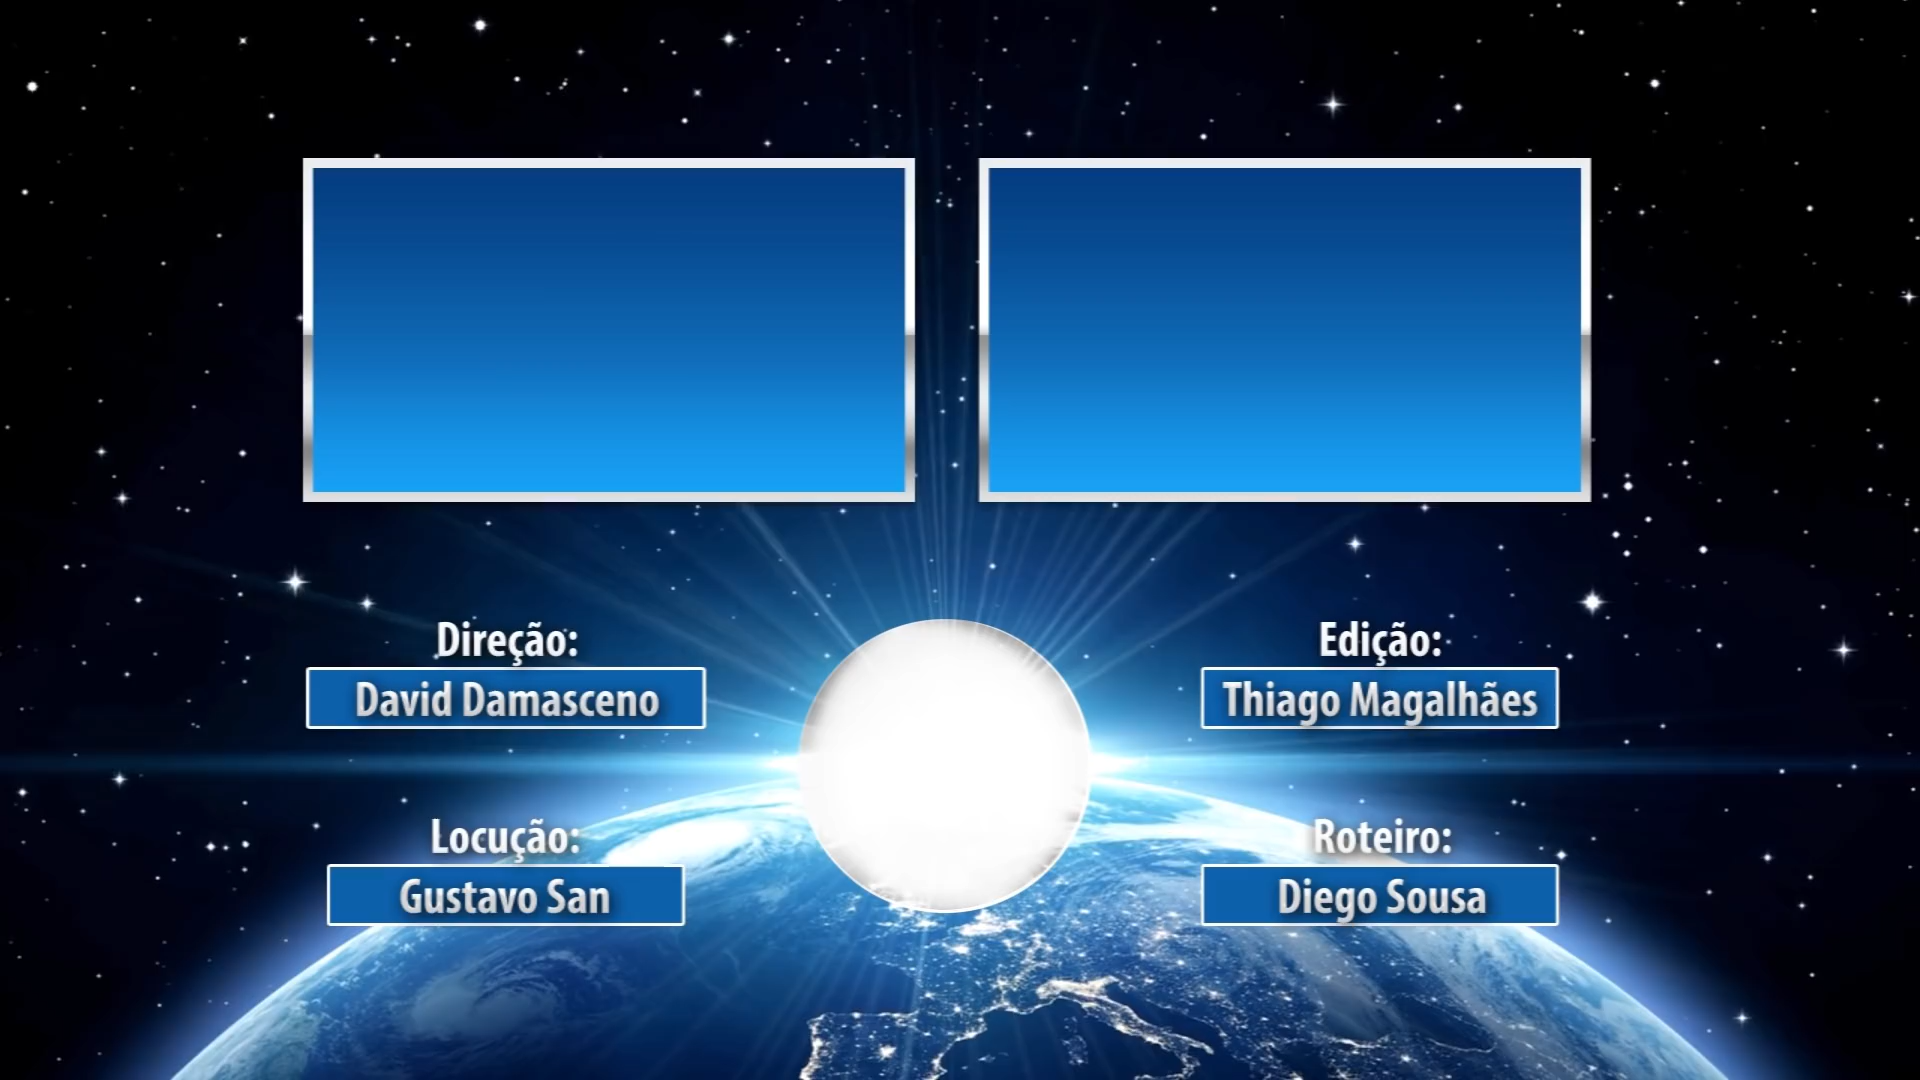 Direção:
David Damasceno
Locução:
Gustavo San
Edição:
Thiago Magalhães
Roteiro:
Diego Sousa